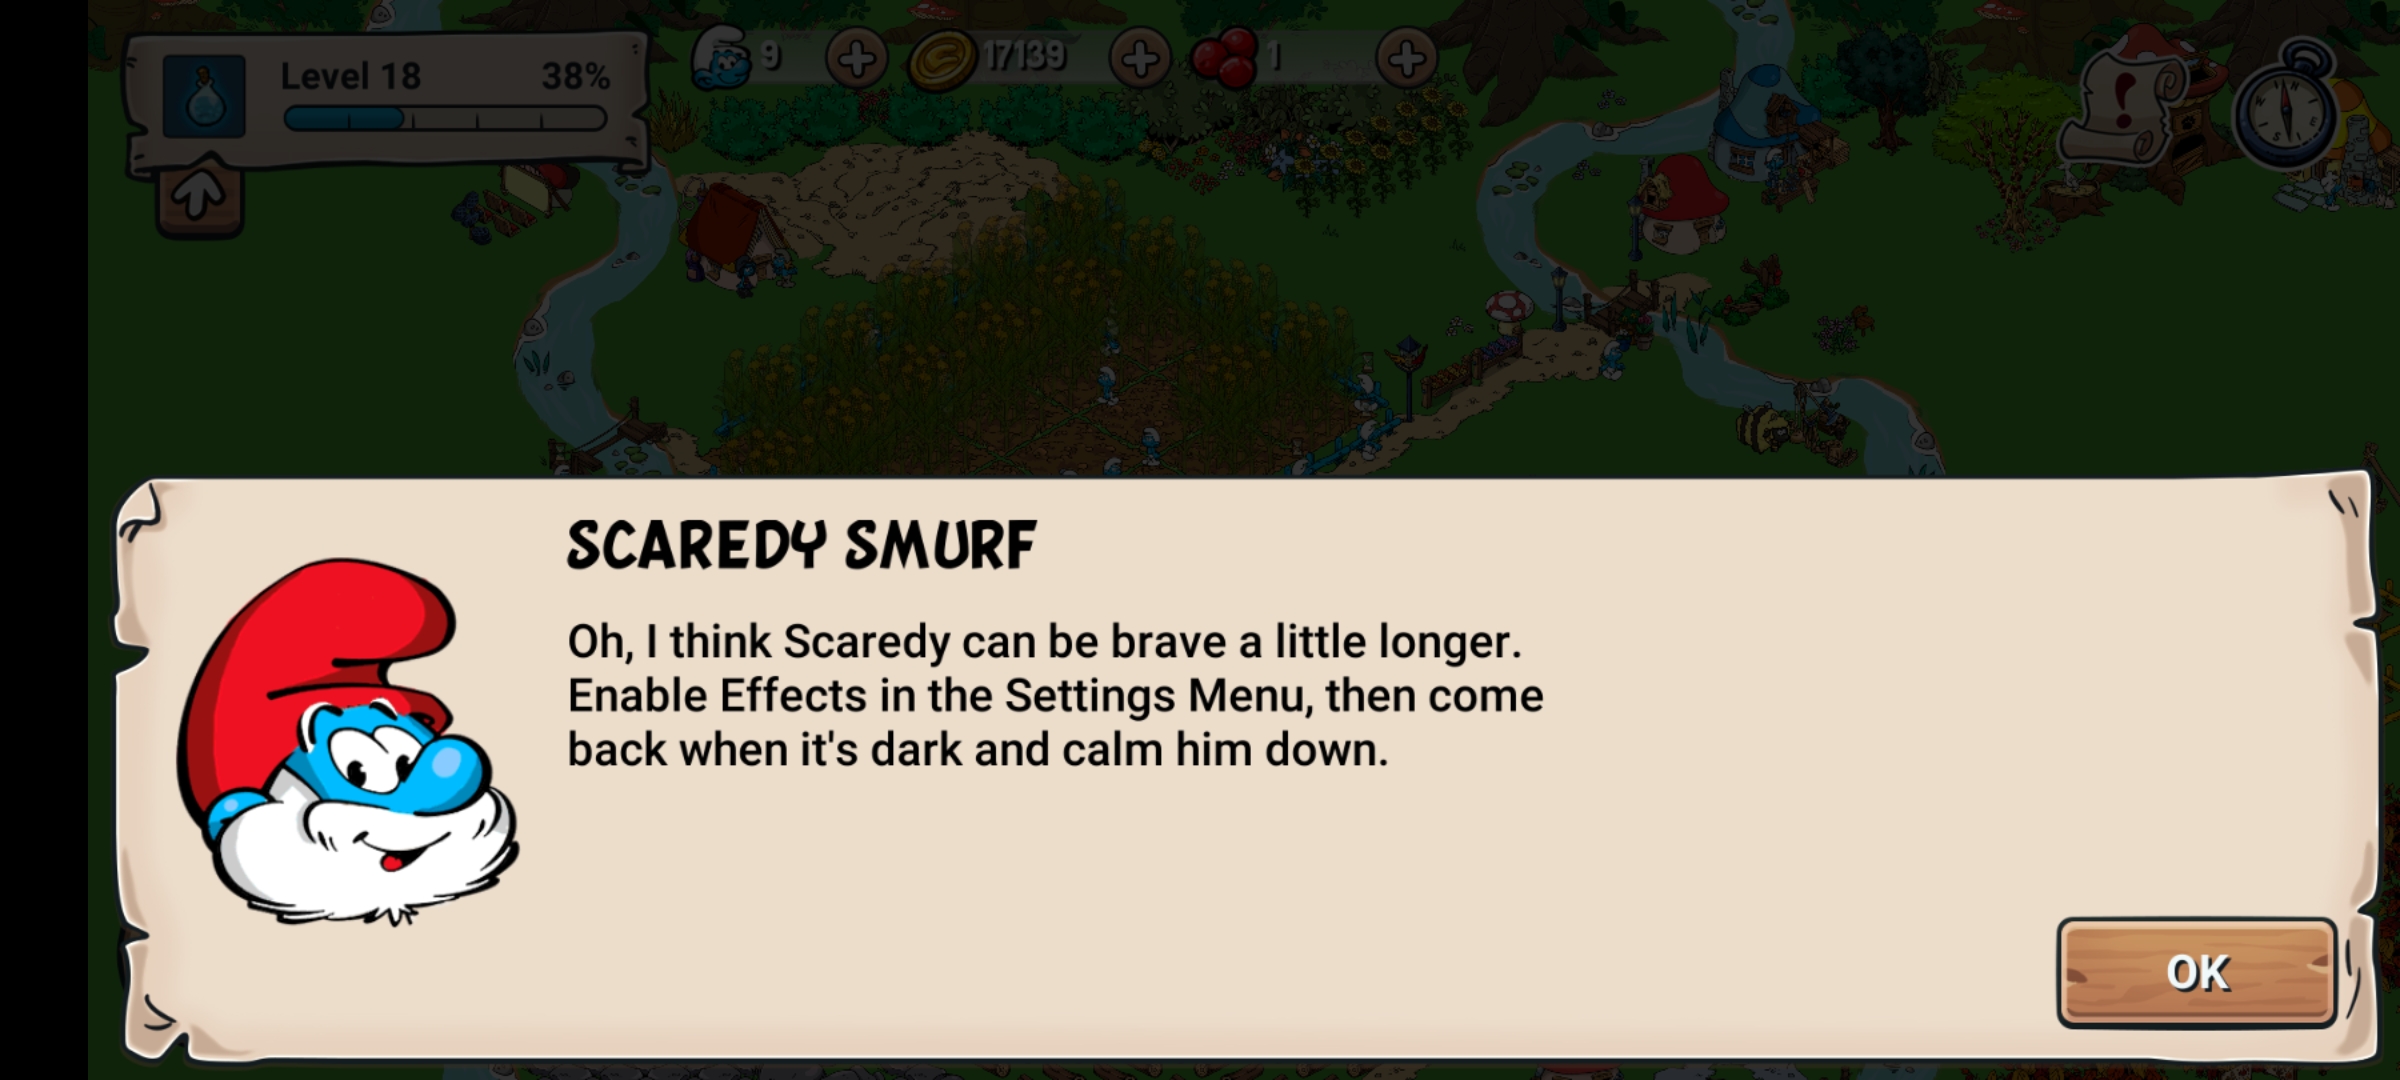 Level 18 38%
9
17139
1
SCAREDY SMURF
Oh, I think Scaredy can be brave a little longer.
Enable Effects in the Settings Menu, then come
back when it's dark and calm him down.
OK